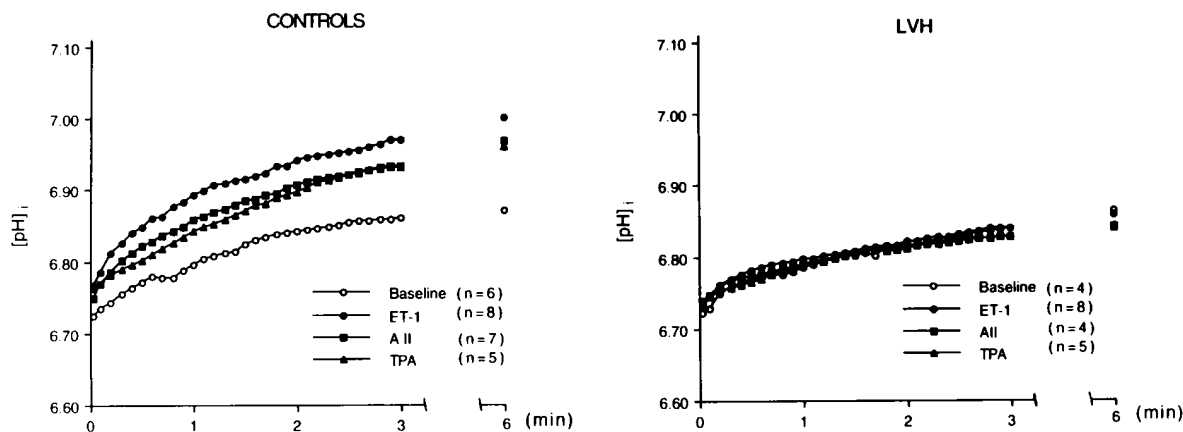 CONTROLS
7.10
7.00
6.90
6.80
6.70
6.60
[pH] i
Baseline (n=6)
ET-1 (n=8)
A II (n=7)
TPA (n=5)
0 1 2 3 6 (min)
LVH
7.10
7.00
6.90
6.80
6.70
6.60
[pH] i
Baseline (n=4)
ET-1 (n=8)
AII (n=4)
TPA (n=5)
0 1 2 3 6 (min)